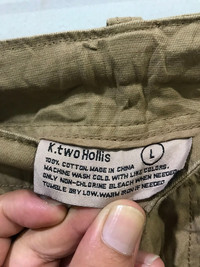 K.two Hollis
L
100% COTTON. MADE IN CHINA
MACHINE WASH COLD. WITH LIKE COLORS.
ONLY NON-CHLORINE BLEACH WHEN NEEDED
TUMBLE DRY LOW. WARM IRON IF NEEDED